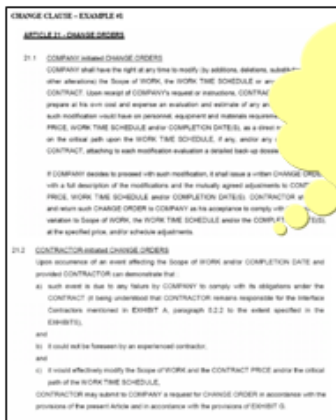 CHANGE CLAUSE – EXAMPLE #1
ARTICLE 21 - CHANGE ORDERS
21.1 COMPANY initiated CHANGE ORDERS
COMPANY shall have the right at any time to modify (by additions, deletions,
other alterations) the Scope of WORK, the WORK TIME SCHEDULE or
CONTRACT. Upon receipt of COMPANY's request or instructions,
prepare at his own cost and expense an evaluation and estimate of any
such modification would have on personnel, equipment and materials
PRICE, WORK TIME SCHEDULE and/or COMPLETION DATE(S), as a direct
on the critical path upon the WORK TIME SCHEDULE, if any, and/or any
CONTRACT, attaching to each modification evaluation a detailed back-up
If COMPANY decides to proceed with such modification, it shall issue a written CHANGE
with a full description of the modifications and the mutually agreed adjustments to
PRICE, WORK TIME SCHEDULE and/or COMPLETION DATE(S). CONTRACTOR
and return such CHANGE ORDER to COMPANY as his acceptance to comply with
variation to Scope of WORK, the WORK TIME SCHEDULE and/or the
at the specified price, and/or schedule adjustments.
21.2 CONTRACTOR-initiated CHANGE ORDERS
Upon occurrence of an event effecting the Scope of WORK and/or COMPLETION DATE and
provided CONTRACTOR can demonstrate that :
a) such event is due to any failure by COMPANY to comply with its obligations under the
CONTRACT (it being understood that CONTRACTOR remains responsible for the Interface
Contractors mentioned in EXHIBIT A, paragraph 0.2.2 to the extent specified in the
EXHIBITS),
and
b) it could not be foreseen by an experienced contractor,
and
c) it would effectively modify the Scope of WORK and the CONTRACT PRICE and/or the critical
path of the WORK TIME SCHEDULE,
CONTRACTOR may submit to COMPANY a request for CHANGE ORDER in accordance with the
provisions of the present Article and in accordance with the provisions of EXHIBIT G.